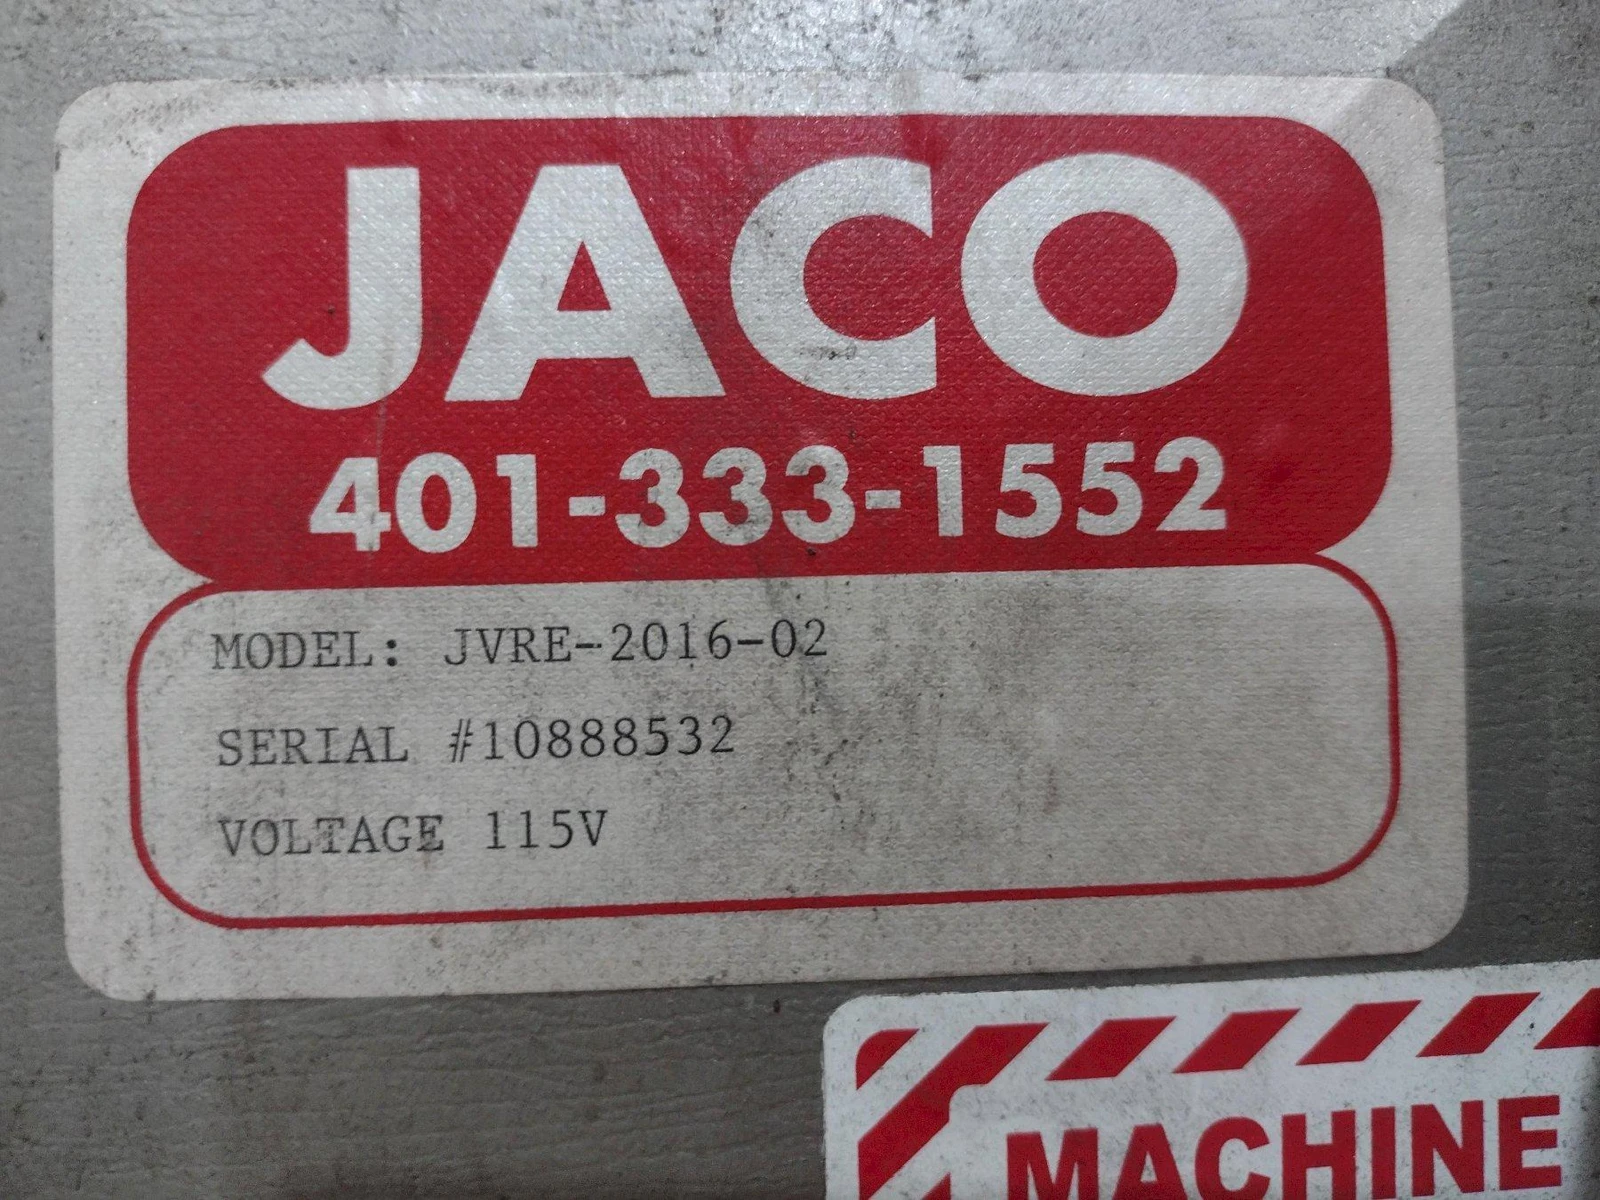 JACO
401-333-1552
MODEL: JVRE-2016-02
SERIAL #10888532
VOLTAGE 115V
MACHINE